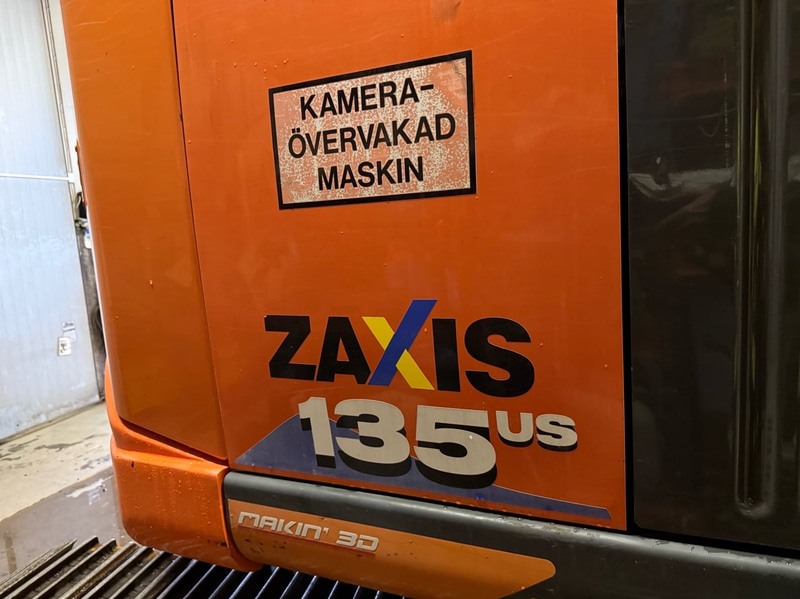 KAMERA-
ÖVERVAKAD
MASKIN
ZAXIS
135US
MAKIN' 3D